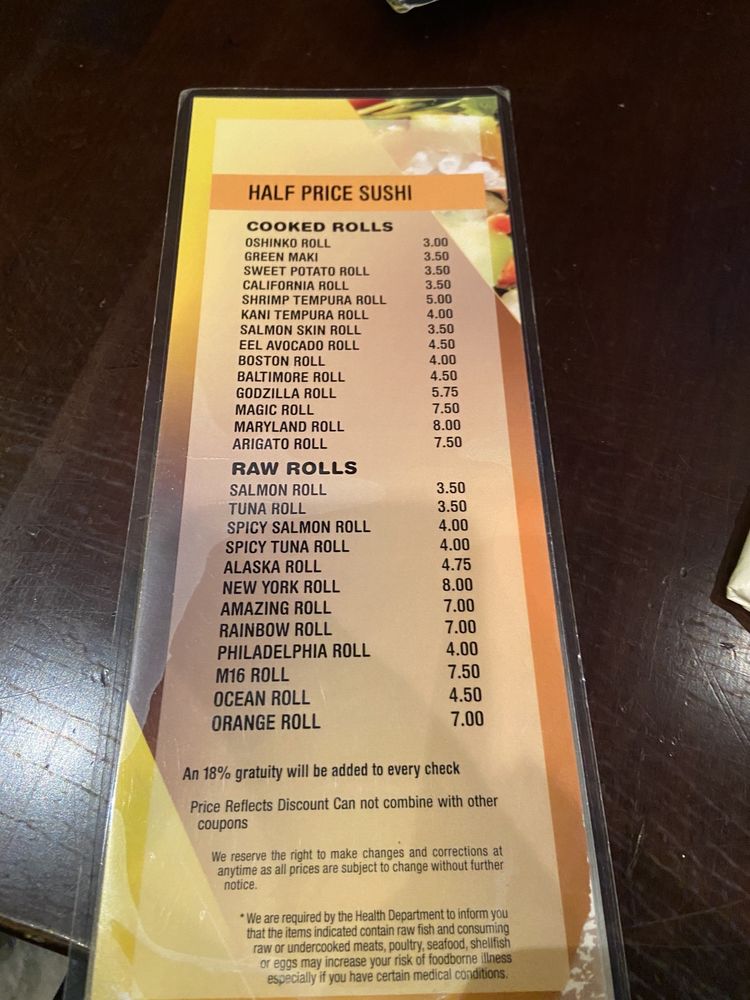 HALF PRICE SUSHI
COOKED ROLLS
OSHINKO ROLL 3.00
GREEN MAKI 3.50
SWEET POTATO ROLL 3.50
CALIFORNIA ROLL 3.50
SHRIMP TEMPURA ROLL 5.00
KANI TEMPURA ROLL 4.00
SALMON SKIN ROLL 3.50
EEL AVOCADO ROLL 4.50
BOSTON ROLL 4.00
BALTIMORE ROLL 4.50
GODZILLA ROLL 5.75
MAGIC ROLL 7.50
MARYLAND ROLL 8.00
ARIGATO ROLL 7.50
RAW ROLLS
SALMON ROLL 3.50
TUNA ROLL 3.50
SPICY SALMON ROLL 4.00
SPICY TUNA ROLL 4.00
ALASKA ROLL 4.75
NEW YORK ROLL 8.00
AMAZING ROLL 7.00
RAINBOW ROLL 7.00
PHILADELPHIA ROLL 4.00
M16 ROLL 7.50
OCEAN ROLL 4.50
ORANGE ROLL 7.00
An 18% gratuity will be added to every check
Price Reflects Discount Can not combine with other
coupons
We reserve the right to make changes and corrections at
anytime as all prices are subject to change without further
notice.
* We are required by the Health Department to inform you
that the items indicated contain raw fish and consuming
raw or undercooked meats, poultry, seafood, shellfish
or eggs may increase your risk of foodborne illness
especially if you have certain medical conditions.